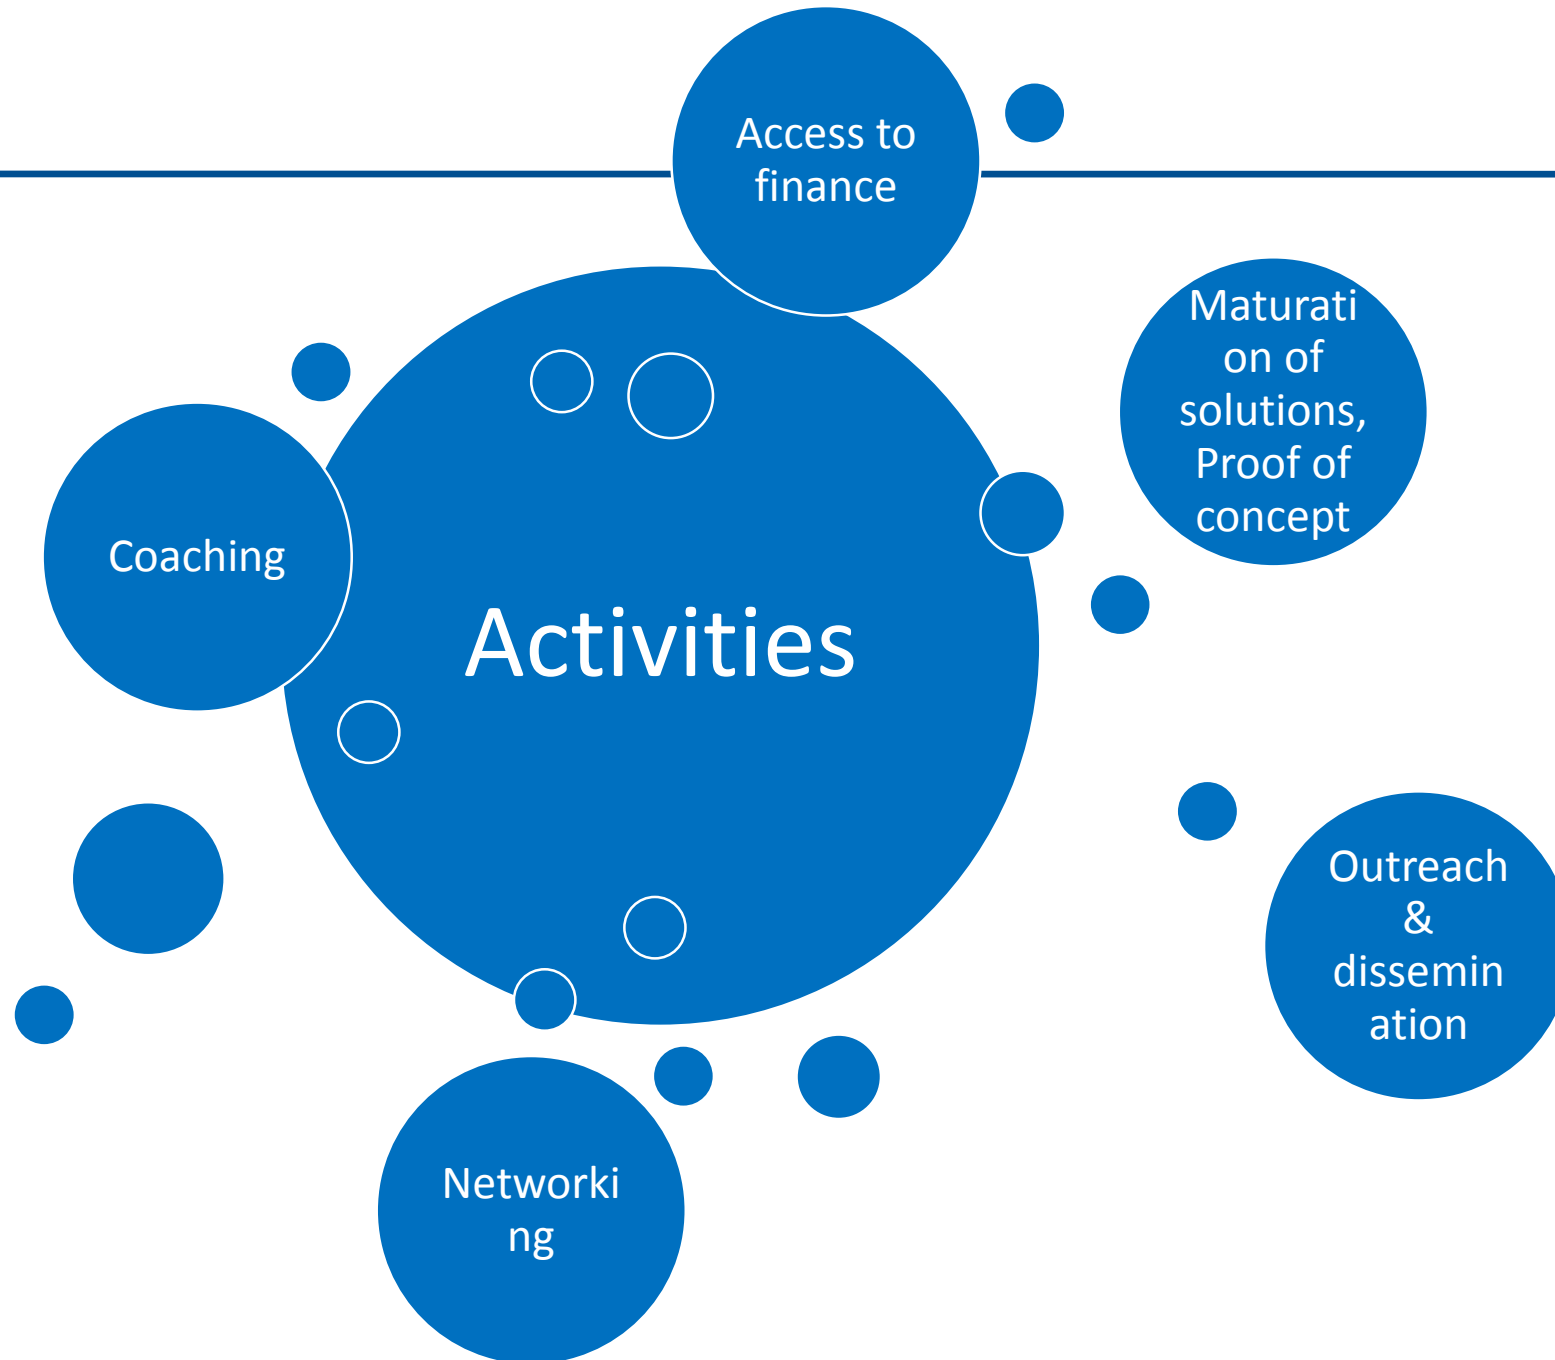 Access to
finance
Maturati
on of
solutions,
Proof of
concept
Coaching
Activities
Outreach
&
dissemin
ation
Networki
ng